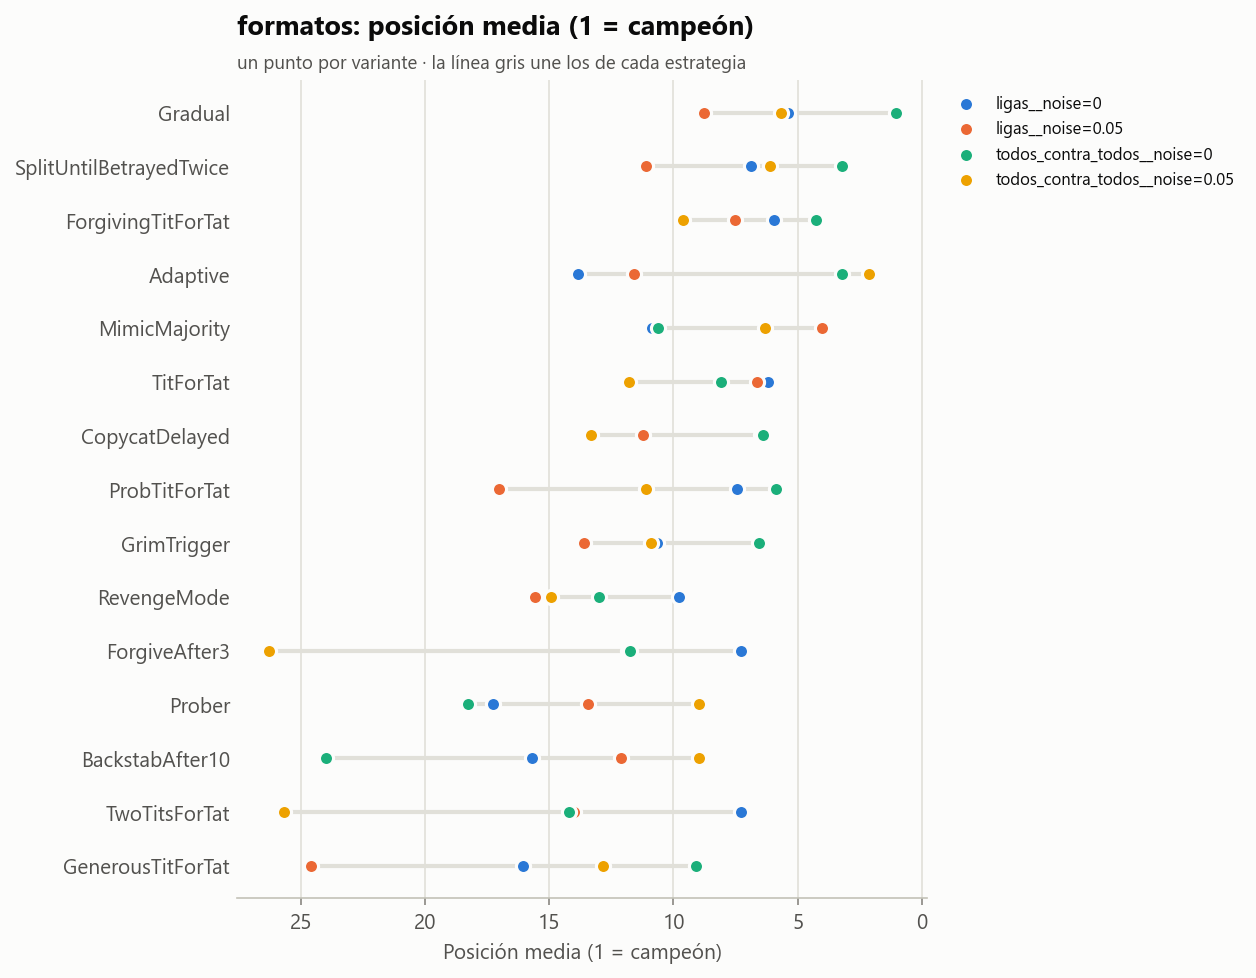 formatos: posición media (1 = campeón)
un punto por variante · la línea gris une los de cada estrategia
ligas__noise=0
ligas__noise=0.05
todos_contra_todos__noise=0
todos_contra_todos__noise=0.05
Gradual
SplitUntilBetrayedTwice
ForgivingTitForTat
Adaptive
MimicMajority
TitForTat
CopycatDelayed
ProbTitForTat
GrimTrigger
RevengeMode
ForgiveAfter3
Prober
BackstabAfter10
TwoTitsForTat
GenerousTitForTat
25 20 15 10 5 0
Posición media (1 = campeón)